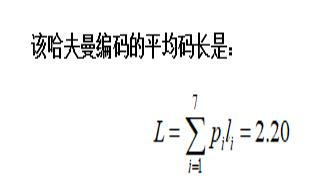 该哈夫曼编码的平均码长是：
L = \sum_{i=1}^{7} p_i l_i = 2.20